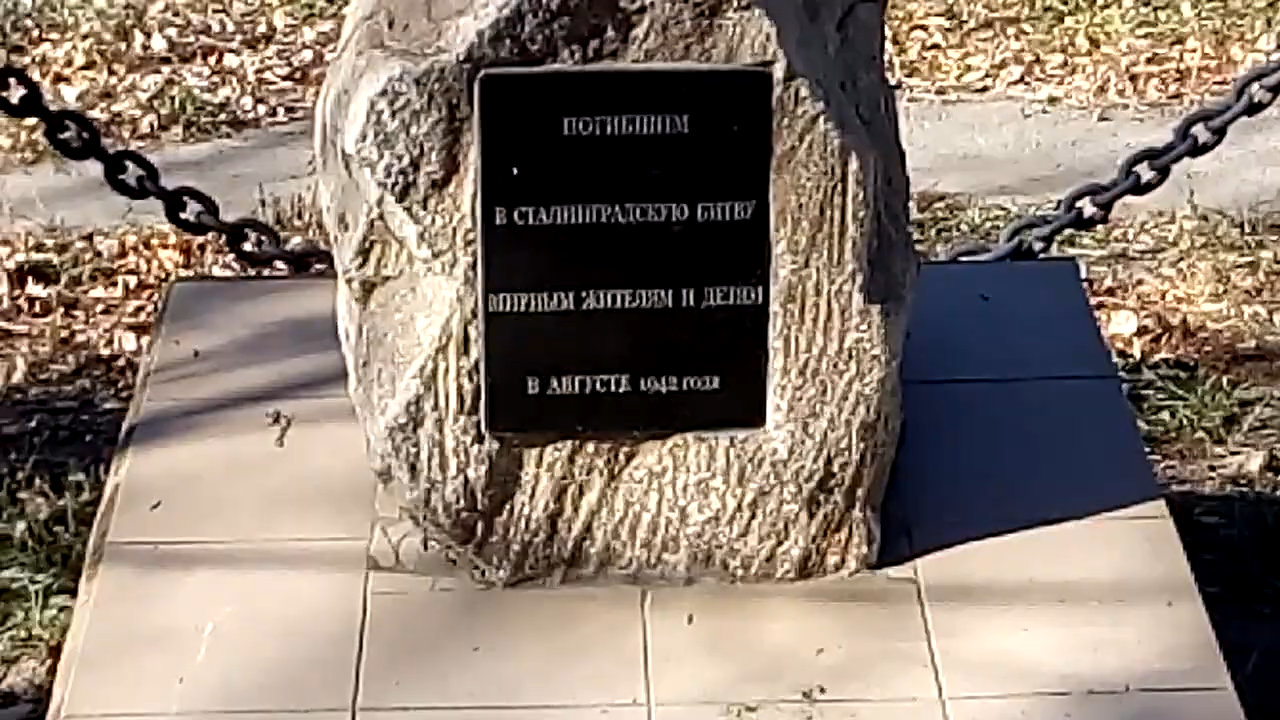 ПОГИБШИМ
В СТАЛИНГРАДСКУЮ БИТВУ
МИРНЫМ ЖИТЕЛЯМ И ДЕТЯМ
В АВГУСТЕ 1942 ГОДА